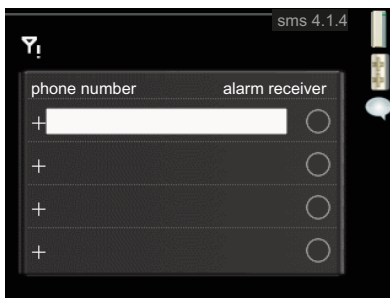 sms 4.1.4
phone number alarm receiver
+
+
+
+